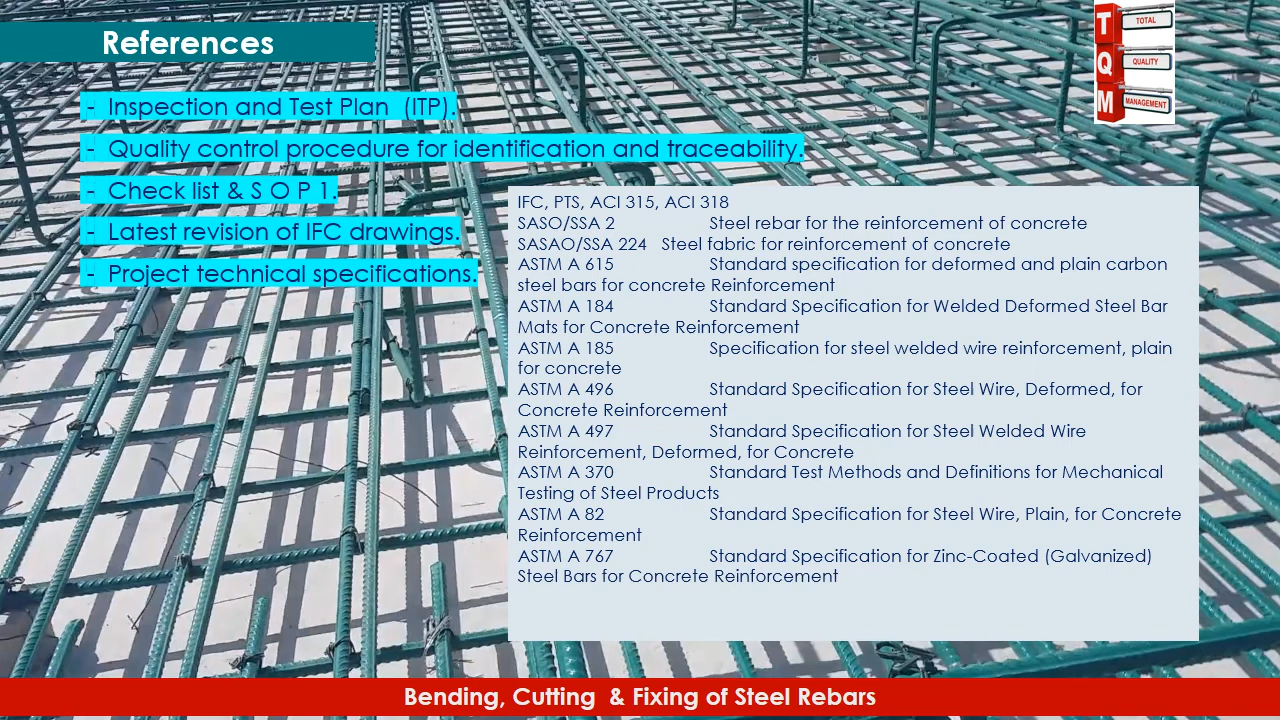 References
T TOTAL
Q QUALITY
M MANAGEMENT
- Inspection and Test Plan (ITP).
- Quality control procedure for identification and traceability.
- Check list & S O P 1.
- Latest revision of IFC drawings.
- Project technical specifications.
IFC, PTS, ACI 315, ACI 318
SASO/SSA 2 Steel rebar for the reinforcement of concrete
SASAO/SSA 224 Steel fabric for reinforcement of concrete
ASTM A 615 Standard specification for deformed and plain carbon
steel bars for concrete Reinforcement
ASTM A 184 Standard Specification for Welded Deformed Steel Bar
Mats for Concrete Reinforcement
ASTM A 185 Specification for steel welded wire reinforcement, plain
for concrete
ASTM A 496 Standard Specification for Steel Wire, Deformed, for
Concrete Reinforcement
ASTM A 497 Standard Specification for Steel Welded Wire
Reinforcement, Deformed, for Concrete
ASTM A 370 Standard Test Methods and Definitions for Mechanical
Testing of Steel Products
ASTM A 82 Standard Specification for Steel Wire, Plain, for Concrete
Reinforcement
ASTM A 767 Standard Specification for Zinc-Coated (Galvanized)
Steel Bars for Concrete Reinforcement
Bending, Cutting & Fixing of Steel Rebars